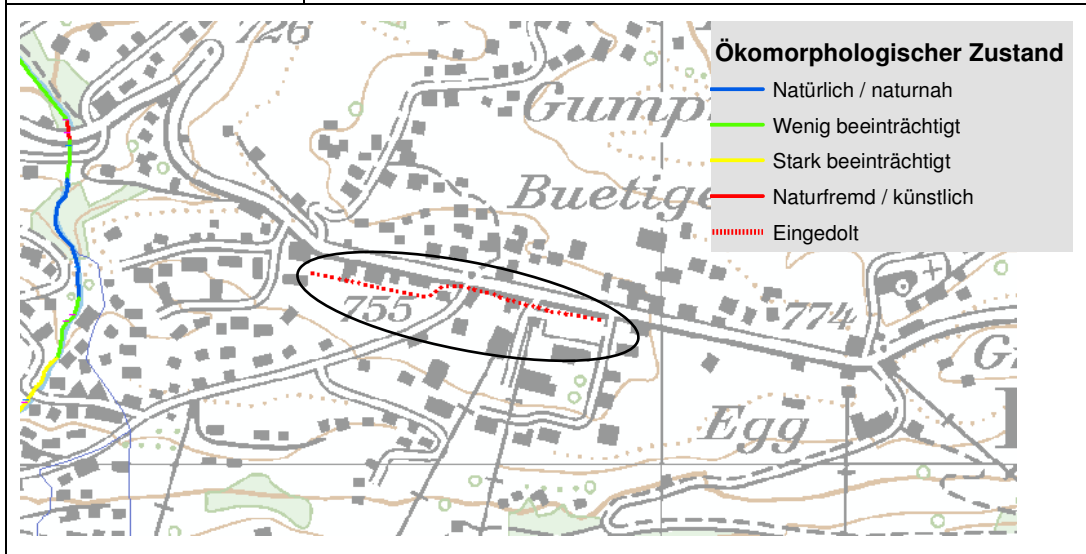 726
Ökomorphologischer Zustand
Natürlich / naturnah
Wenig beeinträchtigt
Stark beeinträchtigt
Naturfremd / künstlich
Eingedolt
Gump
Buetige
755
774
Egg